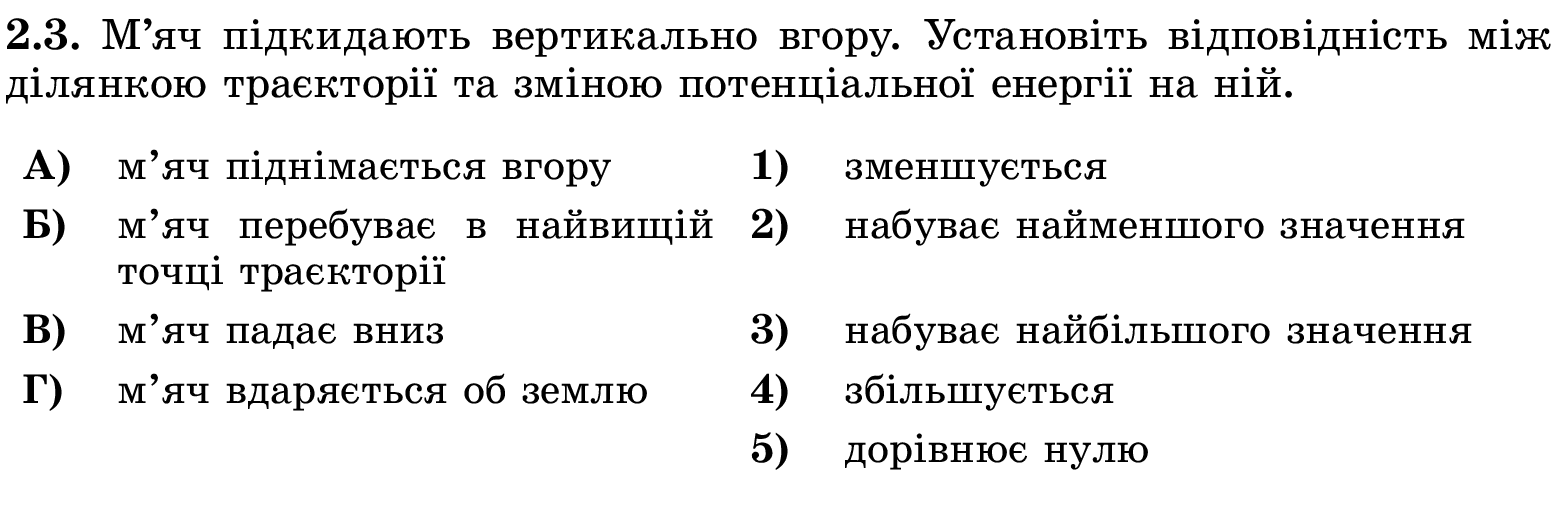 2.3. М’яч підкидають вертикально вгору. Установіть відповідність між
ділянкою траєкторії та зміною потенціальної енергії на ній.
А) м’яч піднімається вгору 1) зменшується
Б) м’яч перебуває в найвищій 2) набуває найменшого значення
точці траєкторії
В) м’яч падає вниз 3) набуває найбільшого значення
Г) м’яч вдаряється об землю 4) збільшується
5) дорівнює нулю